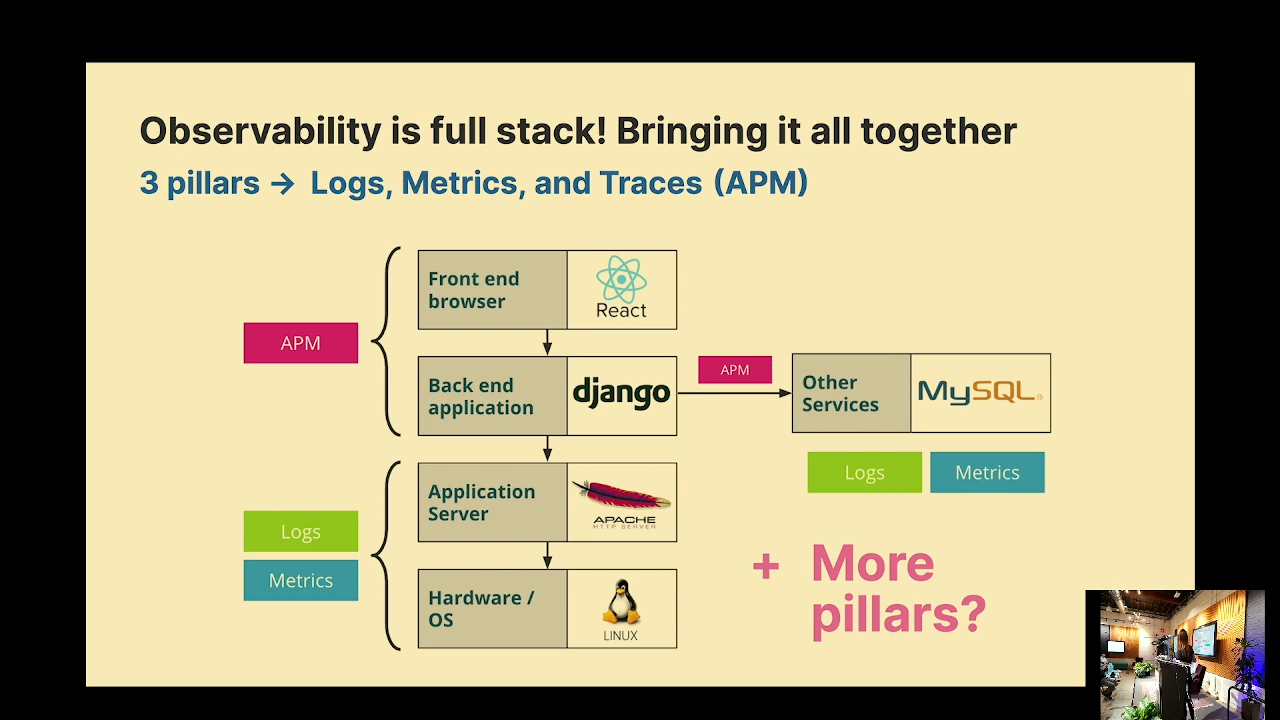 Observability is full stack! Bringing it all together
3 pillars → Logs, Metrics, and Traces (APM)
APM
Front end
browser
React
Back end
application
django
APM
Other
Services
MySQL®
Logs
Metrics
Logs
Metrics
Application
Server
APACHE
HTTP SERVER
Hardware /
OS
LINUX
+ More
pillars?